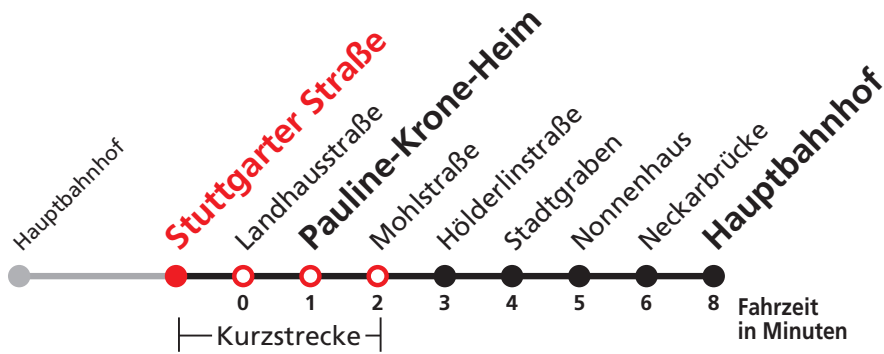 Hauptbahnhof
Stuttgarter Straße
Landhausstraße
Pauline-Krone-Heim
Mohlstraße
Hölderlinstraße
Stadtgraben
Nonnenhaus
Neckarbrücke
Hauptbahnhof
0 1 2 3 4 5 6 8 Fahrzeit
in Minuten
Kurzstrecke